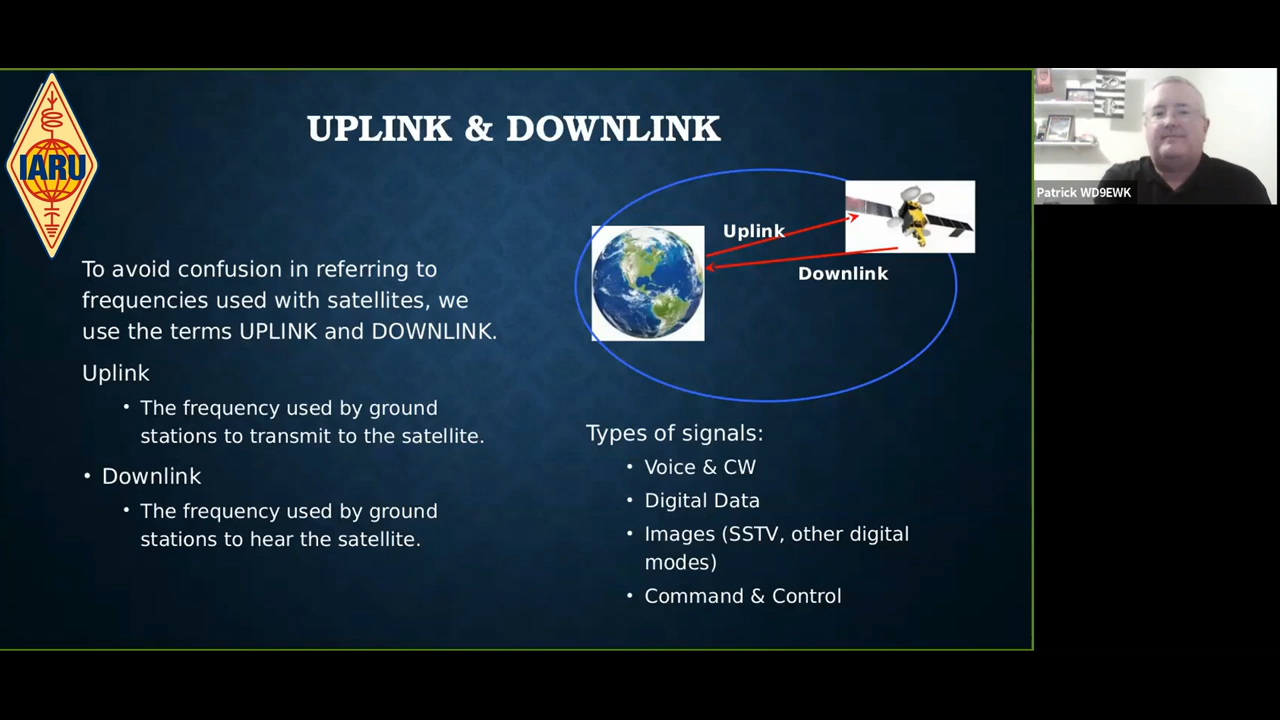 IARU
UPLINK & DOWNLINK
To avoid confusion in referring to
frequencies used with satellites, we
use the terms UPLINK and DOWNLINK.
Uplink
• The frequency used by ground
stations to transmit to the satellite.
• Downlink
• The frequency used by ground
stations to hear the satellite.
Uplink
Downlink
Types of signals:
• Voice & CW
• Digital Data
• Images (SSTV, other digital
modes)
• Command & Control
Patrick WD9EWK